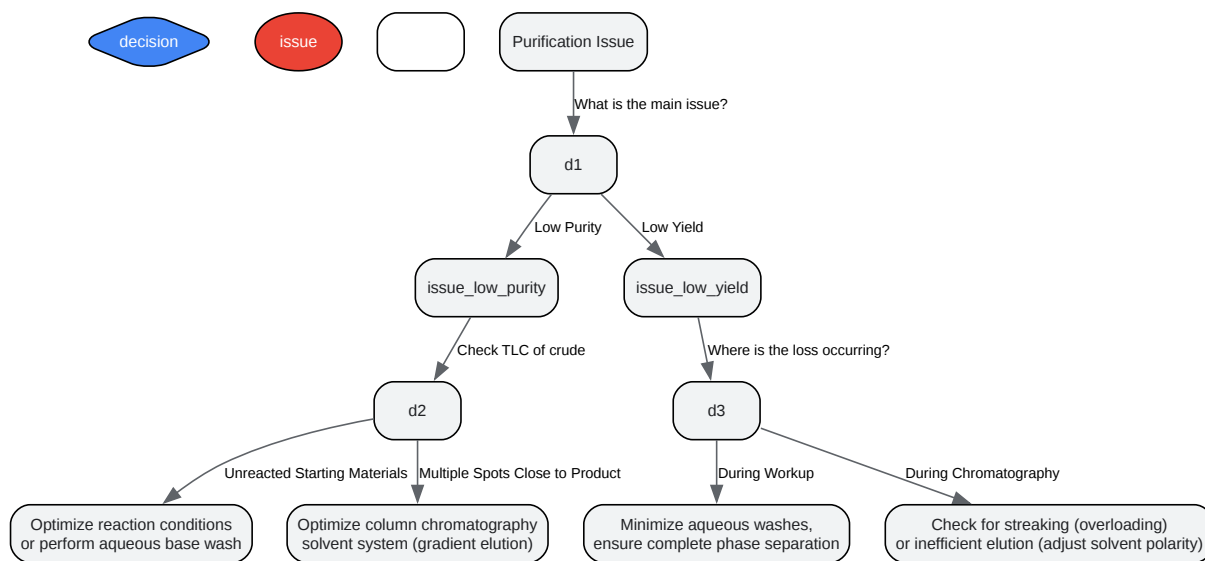 decision
issue
Purification Issue
What is the main issue?
d1
Low Purity
Low Yield
issue_low_purity
issue_low_yield
Check TLC of crude
Where is the loss occurring?
d2
d3
Unreacted Starting Materials
Multiple Spots Close to Product
During Workup
During Chromatography
Optimize reaction conditions
or perform aqueous base wash
Optimize column chromatography
solvent system (gradient elution)
Minimize aqueous washes,
ensure complete phase separation
Check for streaking (overloading)
or inefficient elution (adjust solvent polarity)